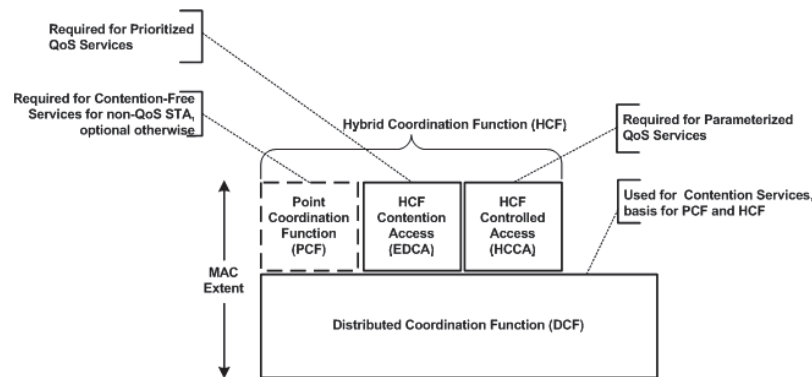 Required for Prioritized
QoS Services
Required for Contention-Free
Services for non-QoS STA,
optional otherwise
Hybrid Coordination Function (HCF)
Required for Parameterized
QoS Services
Used for Contention Services,
basis for PCF and HCF
Point
Coordination
Function
(PCF)
HCF
Contention
Access
(EDCA)
HCF
Controlled
Access
(HCCA)
MAC
Extent
Distributed Coordination Function (DCF)